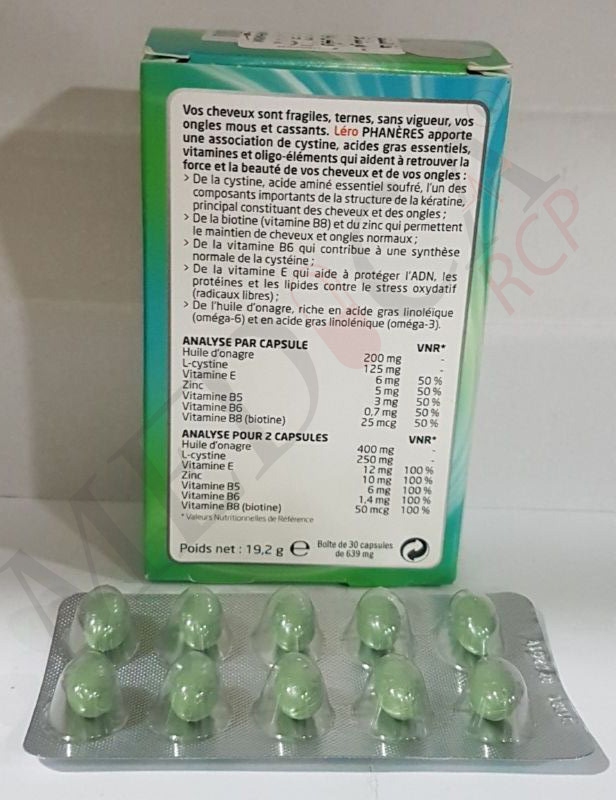 Vos cheveux sont fragiles, ternes, sans vigueur, vos
ongles mous et cassants. Léro PHANÈRES apporte
une association de cystine, acides gras essentiels,
vitamines et oligo-éléments qui aident à retrouver la
force et la beauté de vos cheveux et de vos ongles :
> De la cystine, acide aminé essentiel soufré, l'un des
composants importants de la structure de la kératine,
principal constituant des cheveux et des ongles ;
> De la biotine (vitamine B8) et du zinc qui permettent
le maintien de cheveux et ongles normaux ;
> De la vitamine B6 qui contribue à une synthèse
normale de la cystéine ;
> De la vitamine E qui aide à protéger l'ADN, les
protéines et les lipides contre le stress oxydatif
(radicaux libres) ;
> De l'huile d'onagre, riche en acide gras linoléique
(oméga-6) et en acide gras linolénique (oméga-3).
ANALYSE PAR CAPSULE VNR*
Huile d'onagre 200 mg -
L-cystine 125 mg -
Vitamine E 6 mg 50 %
Zinc 5 mg 50 %
Vitamine B5 3 mg 50 %
Vitamine B6 0,7 mg 50 %
Vitamine B8 (biotine) 25 mcg 50 %
ANALYSE POUR 2 CAPSULES VNR*
Huile d'onagre 400 mg -
L-cystine 250 mg -
Vitamine E 12 mg 100 %
Zinc 10 mg 100 %
Vitamine B5 6 mg 100 %
Vitamine B6 1,4 mg 100 %
Vitamine B8 (biotine) 50 mcg 100 %
* Valeurs Nutritionnelles de Référence
Poids net : 19,2 g e Boîte de 30 capsules
de 639 mg
RCP